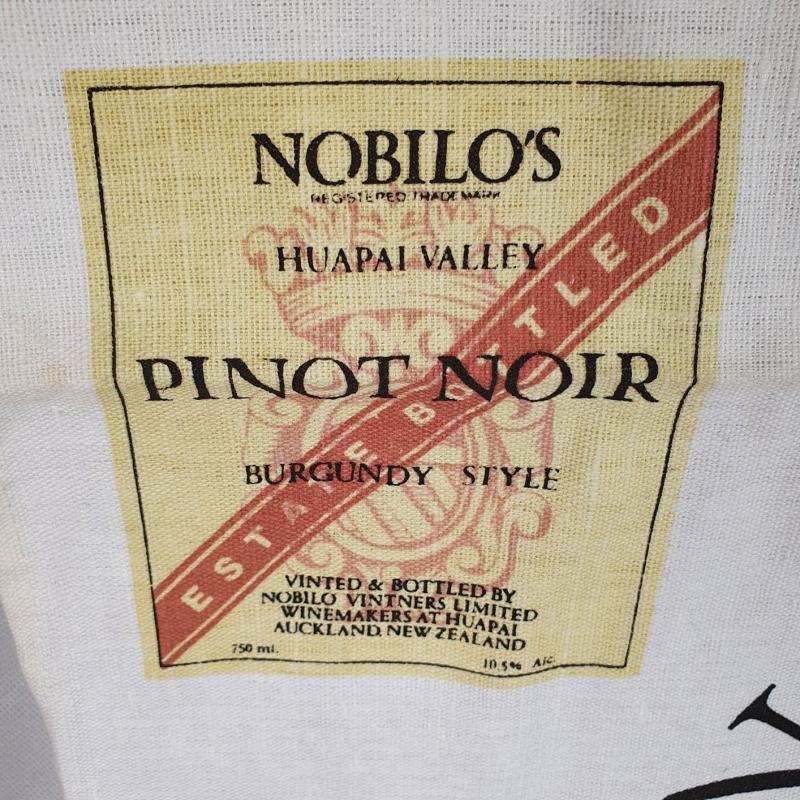 NOBILO'S
REGISTERED TRADE MARK
HUAPAI VALLEY
PINOT NOIR
BURGUNDY STYLE
ESTATE BOTTLED
VINTED & BOTTLED BY
NOBILO VINTNERS LIMITED
WINEMAKERS AT HUAPAI
AUCKLAND, NEW ZEALAND
750 ml.
10.5% Alc.